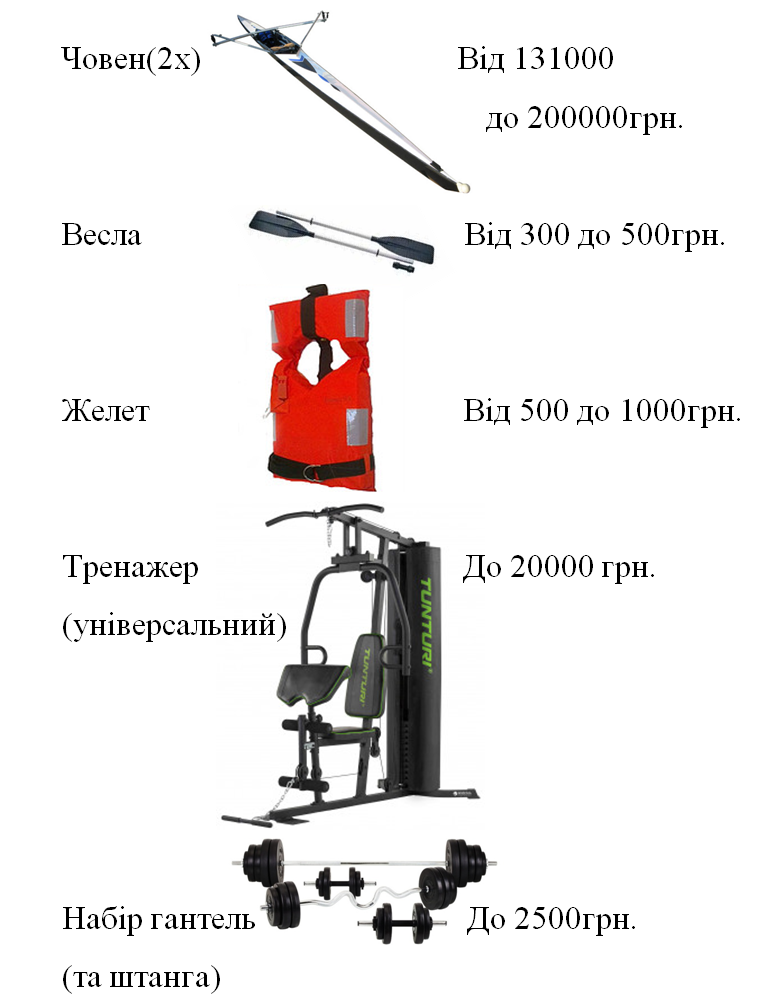 Човен(2х) Від 131000
до 200000грн.
Весла Від 300 до 500грн.
Желет Від 500 до 1000грн.
Тренажер До 20000 грн.
(універсальний)
TUNTURI
TUNTURI
Набір гантель До 2500грн.
(та штанга)